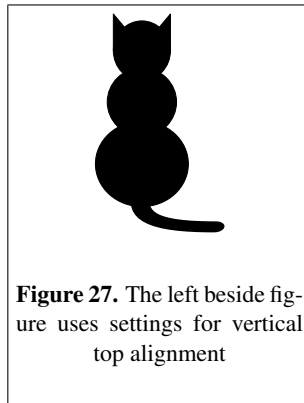 Figure 27. The left beside fig-
ure uses settings for vertical
top alignment